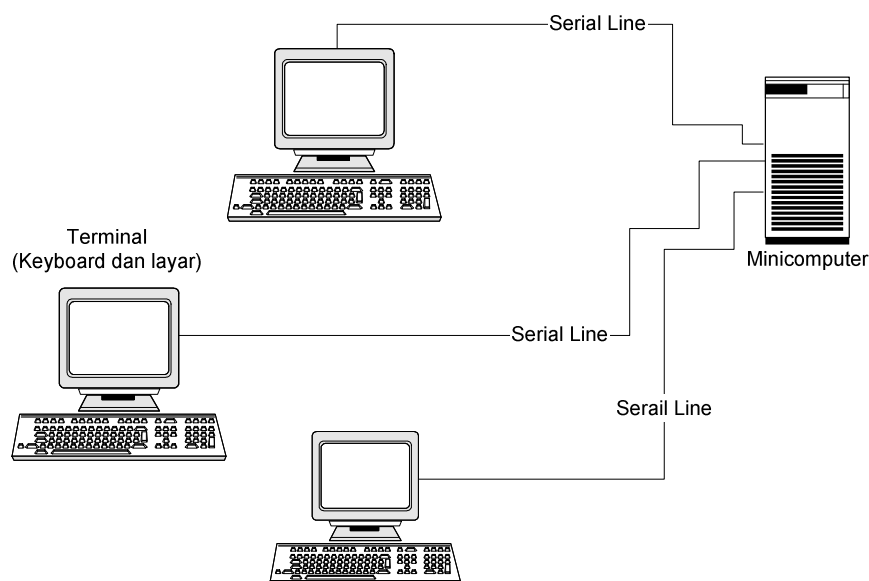 Serial Line
Terminal
(Keyboard dan layar)
Minicomputer
Serial Line
Serail Line